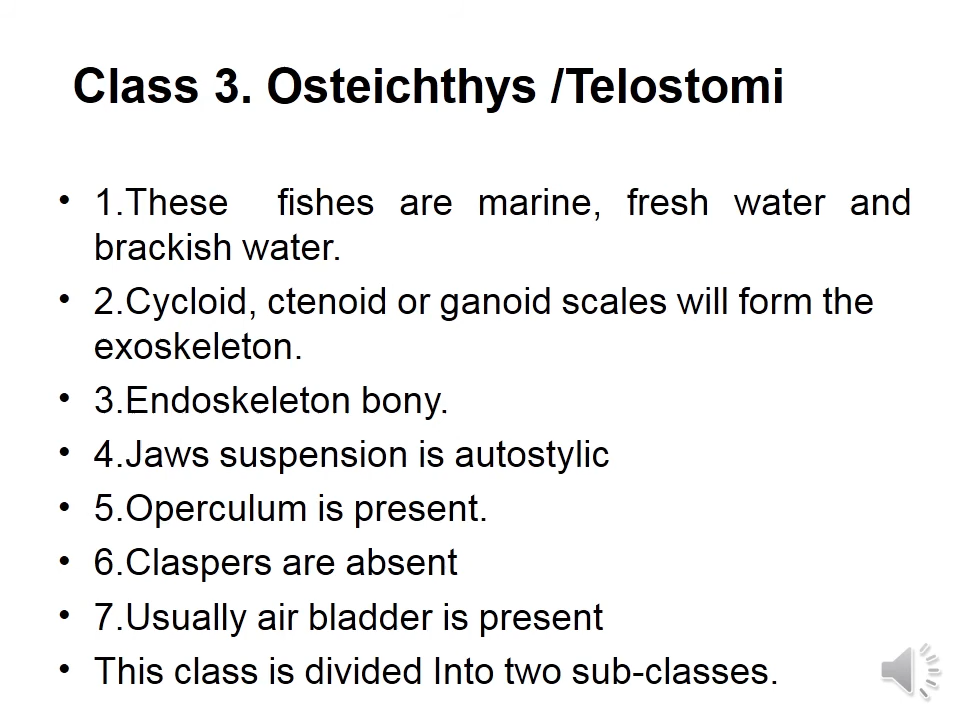 Class 3. Osteichthys /Telostomi
• 1.These fishes are marine, fresh water and
brackish water.
• 2.Cycloid, ctenoid or ganoid scales will form the
exoskeleton.
• 3.Endoskeleton bony.
• 4.Jaws suspension is autostylic
• 5.Operculum is present.
• 6.Claspers are absent
• 7.Usually air bladder is present
• This class is divided Into two sub-classes.